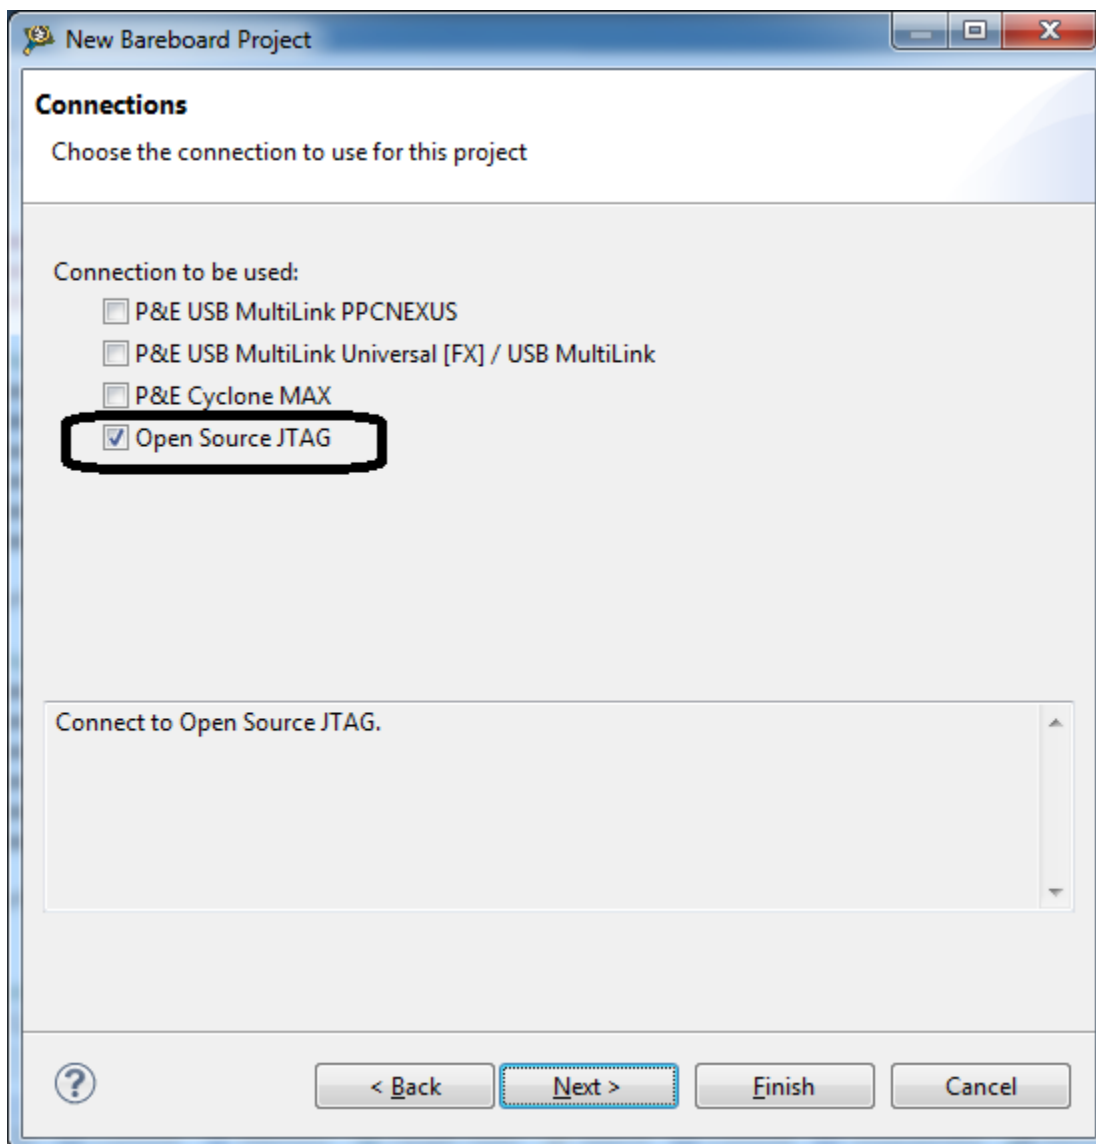 New Bareboard Project
Connections
Choose the connection to use for this project
Connection to be used:
P&E USB MultiLink PPCNEXUS
P&E USB MultiLink Universal [FX] / USB MultiLink
P&E Cyclone MAX
Open Source JTAG
Connect to Open Source JTAG.
? < Back Next > Finish Cancel